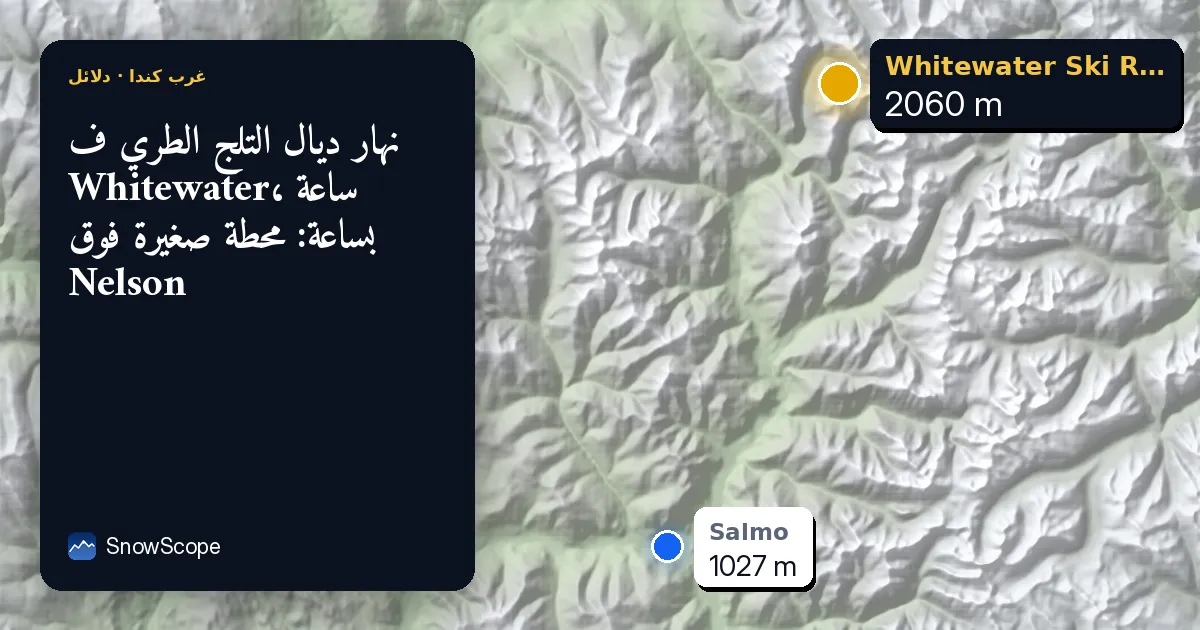 غرب كندا · دلائل
نهار ديال التلج الطري ف
Whitewater، ساعة
بساعة: محطة صغيرة فوق
Nelson
SnowScope
Whitewater Ski R...
2060 m
Salmo
1027 m